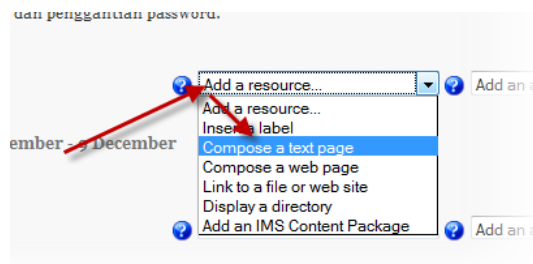 dan penggantian password.
Add a resource...
Add an
Add a resource...
Insert a label
ember - 9 December
Compose a text page
Compose a web page
Link to a file or web site
Display a directory
Add an IMS Content Package
Add an